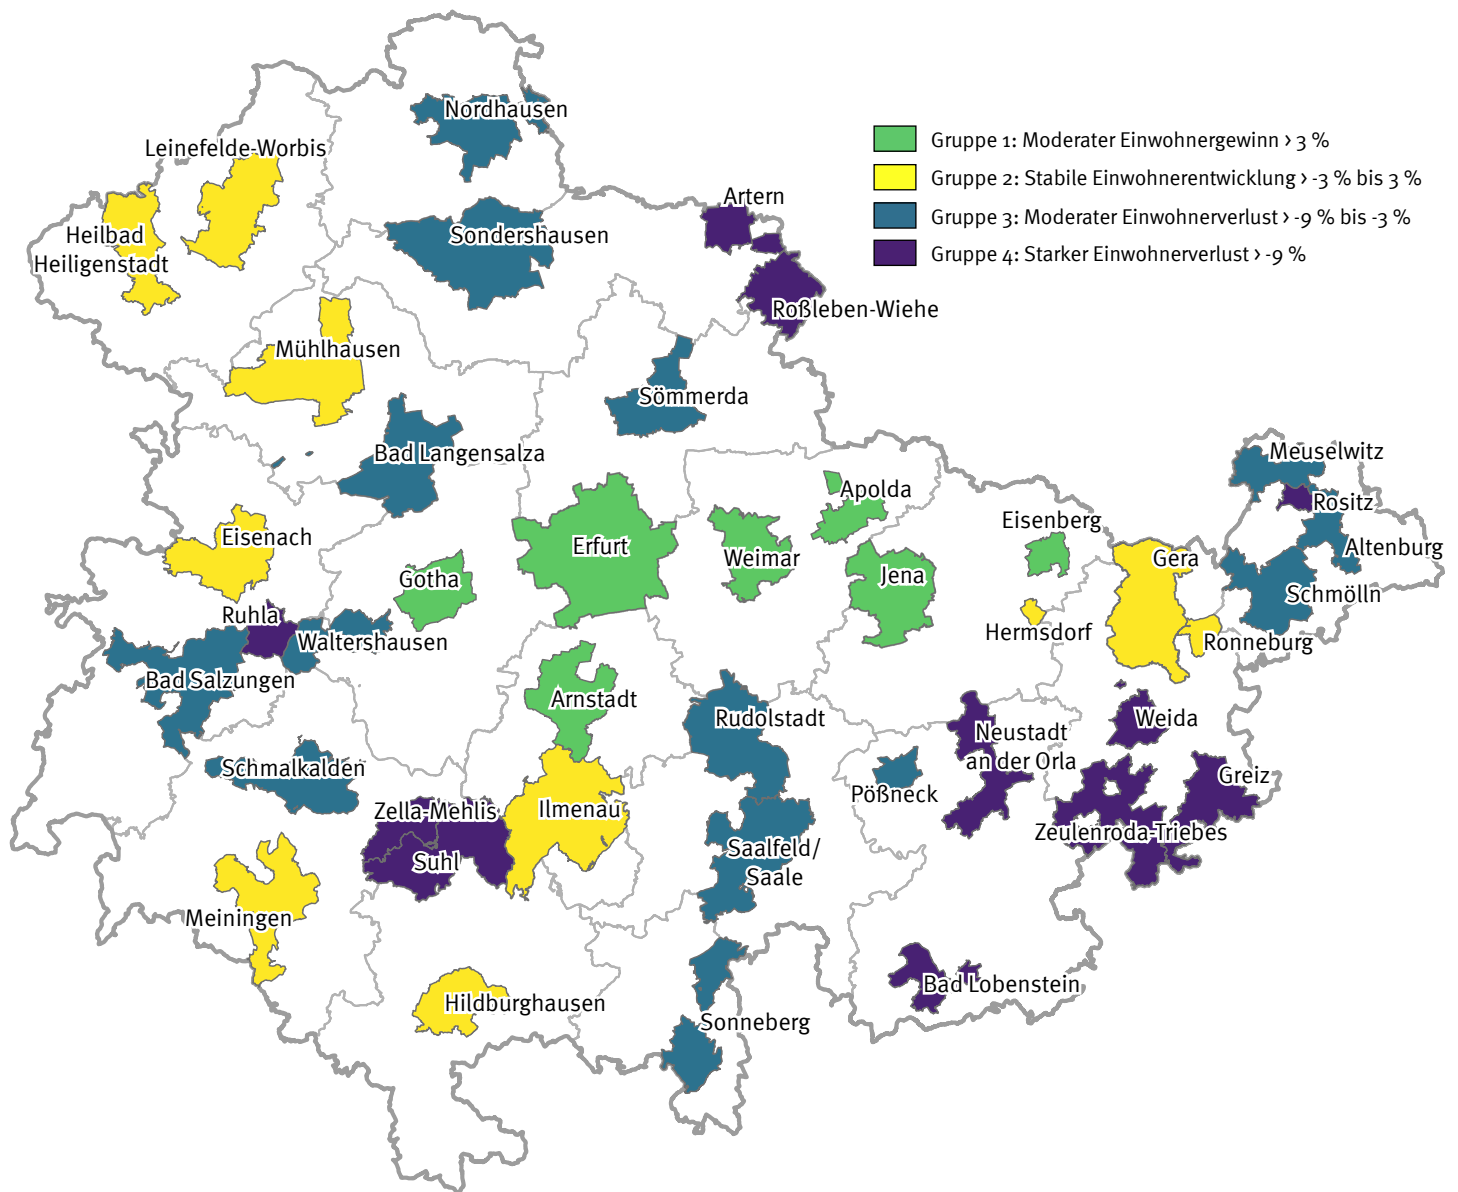 Nordhausen
Leinefelde-Worbis
Gruppe 1: Moderater Einwohnergewinn > 3 %
Gruppe 2: Stabile Einwohnerentwicklung > -3 % bis 3 %
Gruppe 3: Moderater Einwohnerverlust > -9 % bis -3 %
Gruppe 4: Starker Einwohnerverlust > -9 %
Artern
Heilbad
Heiligenstadt
Sondershausen
Roßleben-Wiehe
Mühlhausen
Sömmerda
Bad Langensalza
Meuselwitz
Apolda
Rositz
Eisenberg
Eisenach
Erfurt
Weimar
Altenburg
Gera
Gotha
Jena
Schmölln
Ruhla
Waltershausen
Hermsdorf
Ronneburg
Bad Salzungen
Arnstadt
Rudolstadt
Weida
Neustadt
an der Orla
Schmalkalden
Greiz
Pößneck
Zella-Mehlis
Ilmenau
Zeulenroda-Triebes
Saalfeld/
Saale
Suhl
Meiningen
Bad Lobenstein
Hildburghausen
Sonneberg